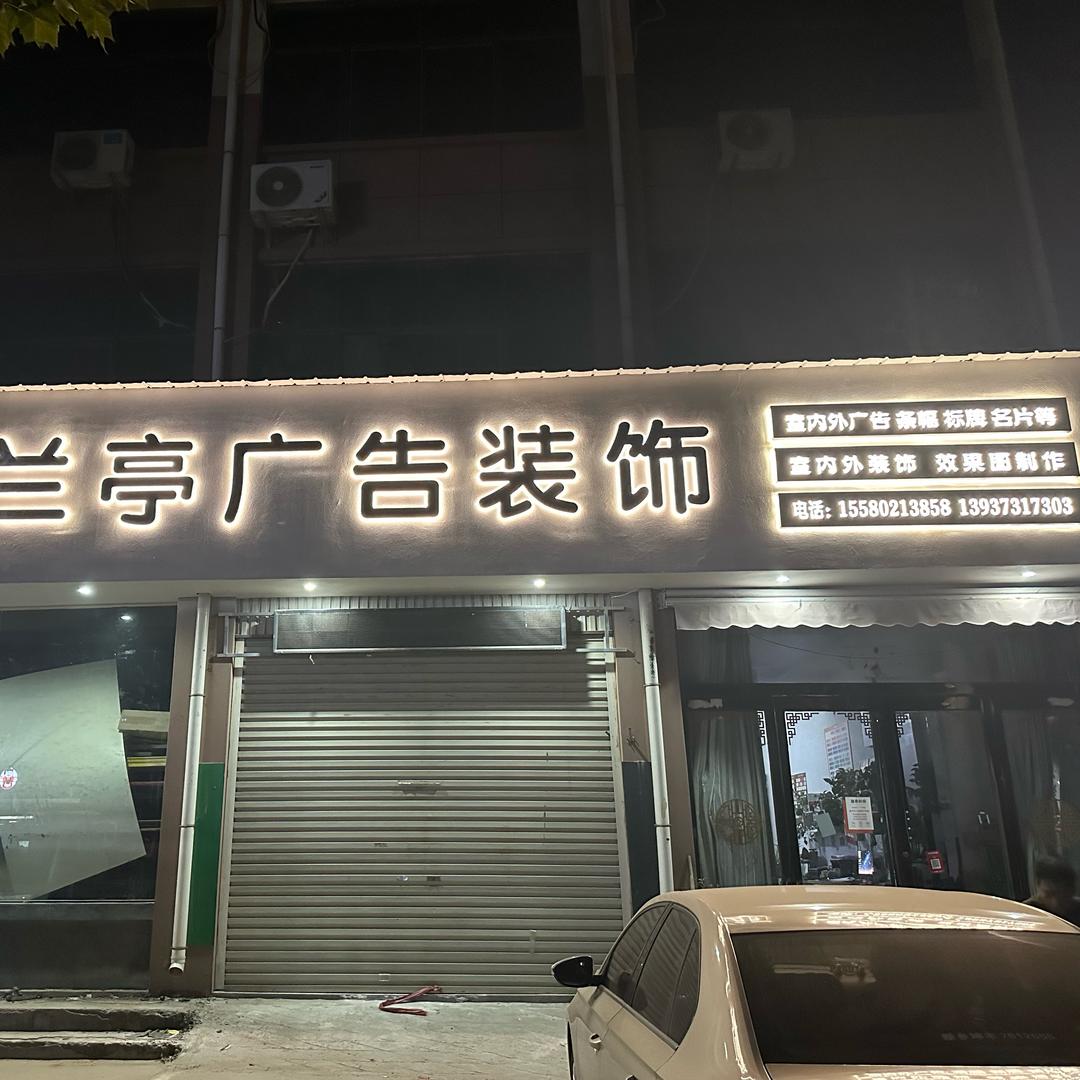 兰亭广告装饰
室内外广告 条幅 标牌 名片等
室内外装饰 效果图制作
电话：15580213858 13937317303